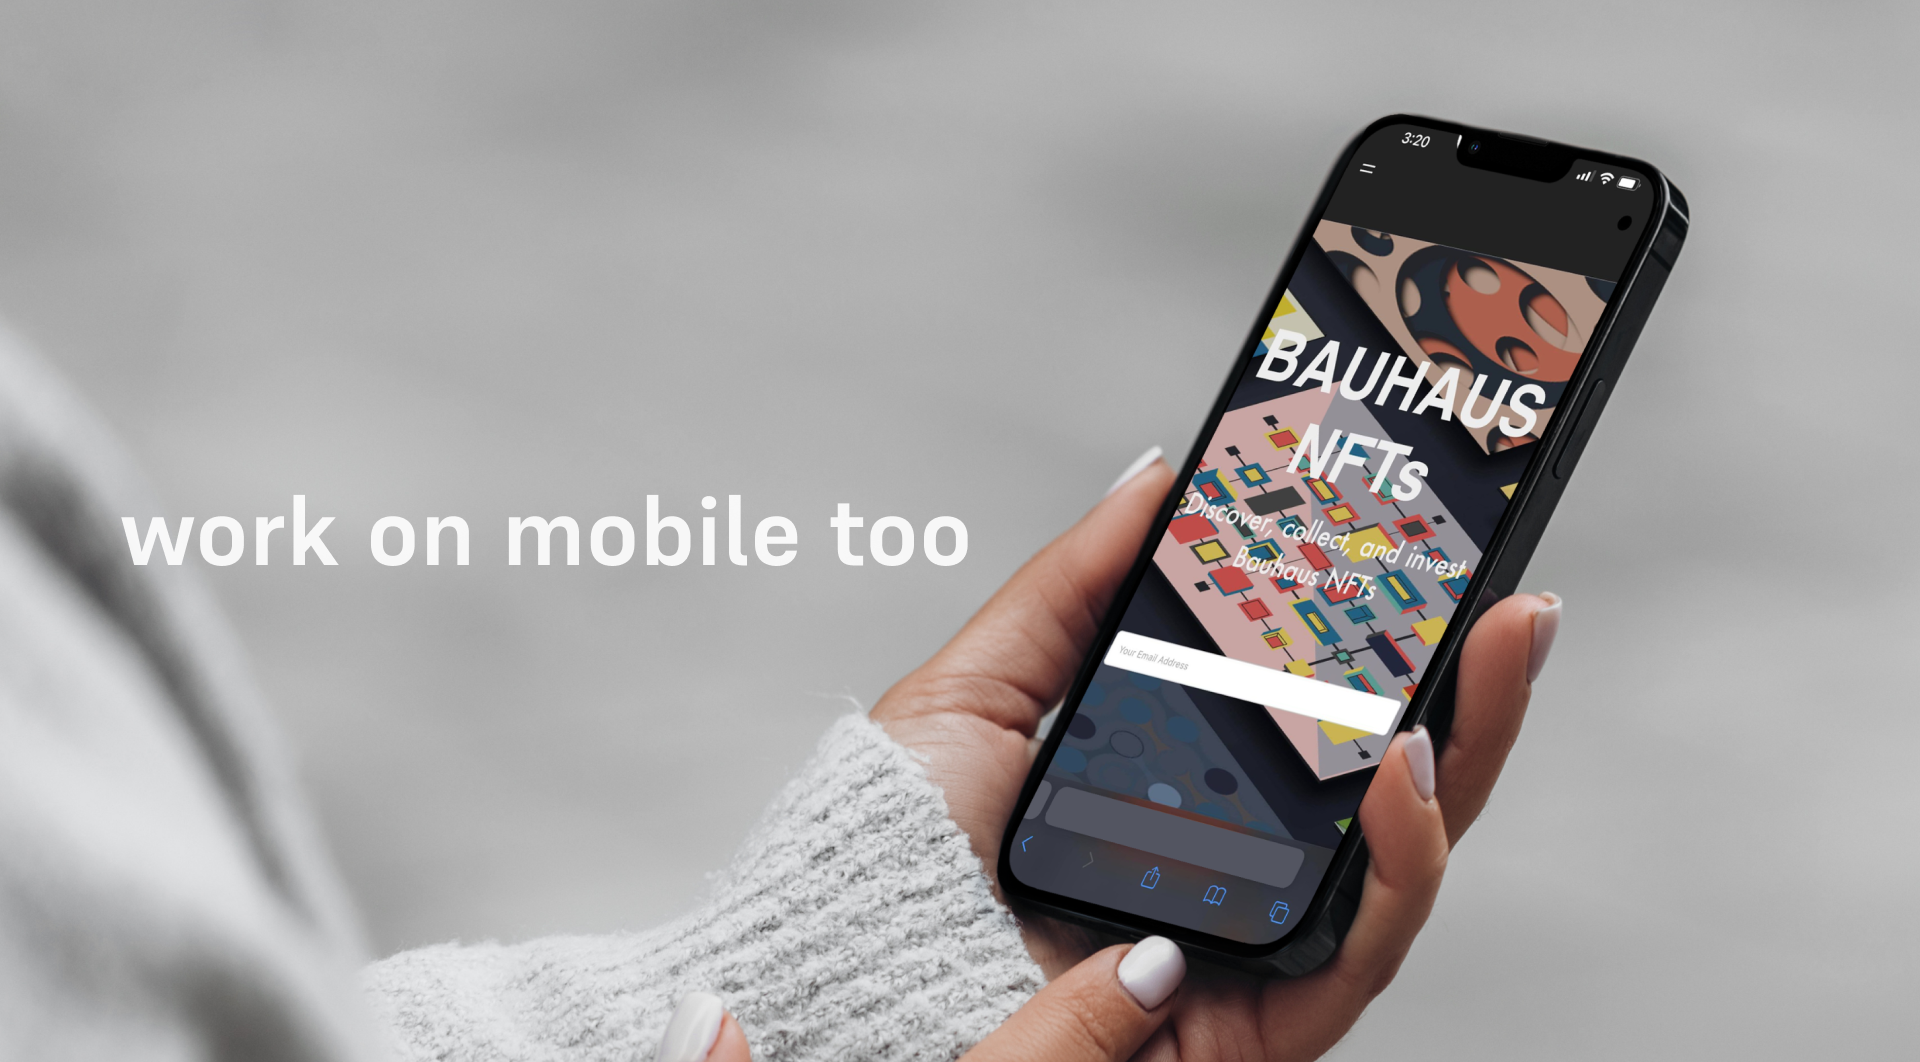 work on mobile too
3:20
BAUHAUS
NFTs
Discover, collect, and invest
Bauhaus NFTs
Your Email Address